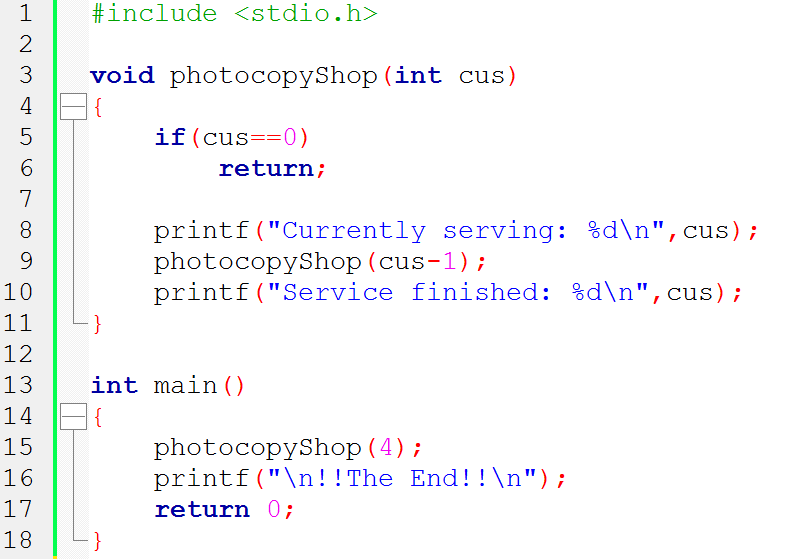 1 #include <stdio.h>
2
3 void photocopyShop(int cus)
4 {
5     if(cus==0)
6         return;
7
8     printf("Currently serving: %d\n",cus);
9     photocopyShop(cus-1);
10     printf("Service finished: %d\n",cus);
11 }
12
13 int main()
14 {
15     photocopyShop(4);
16     printf("\n!!The End!!\n");
17     return 0;
18 }